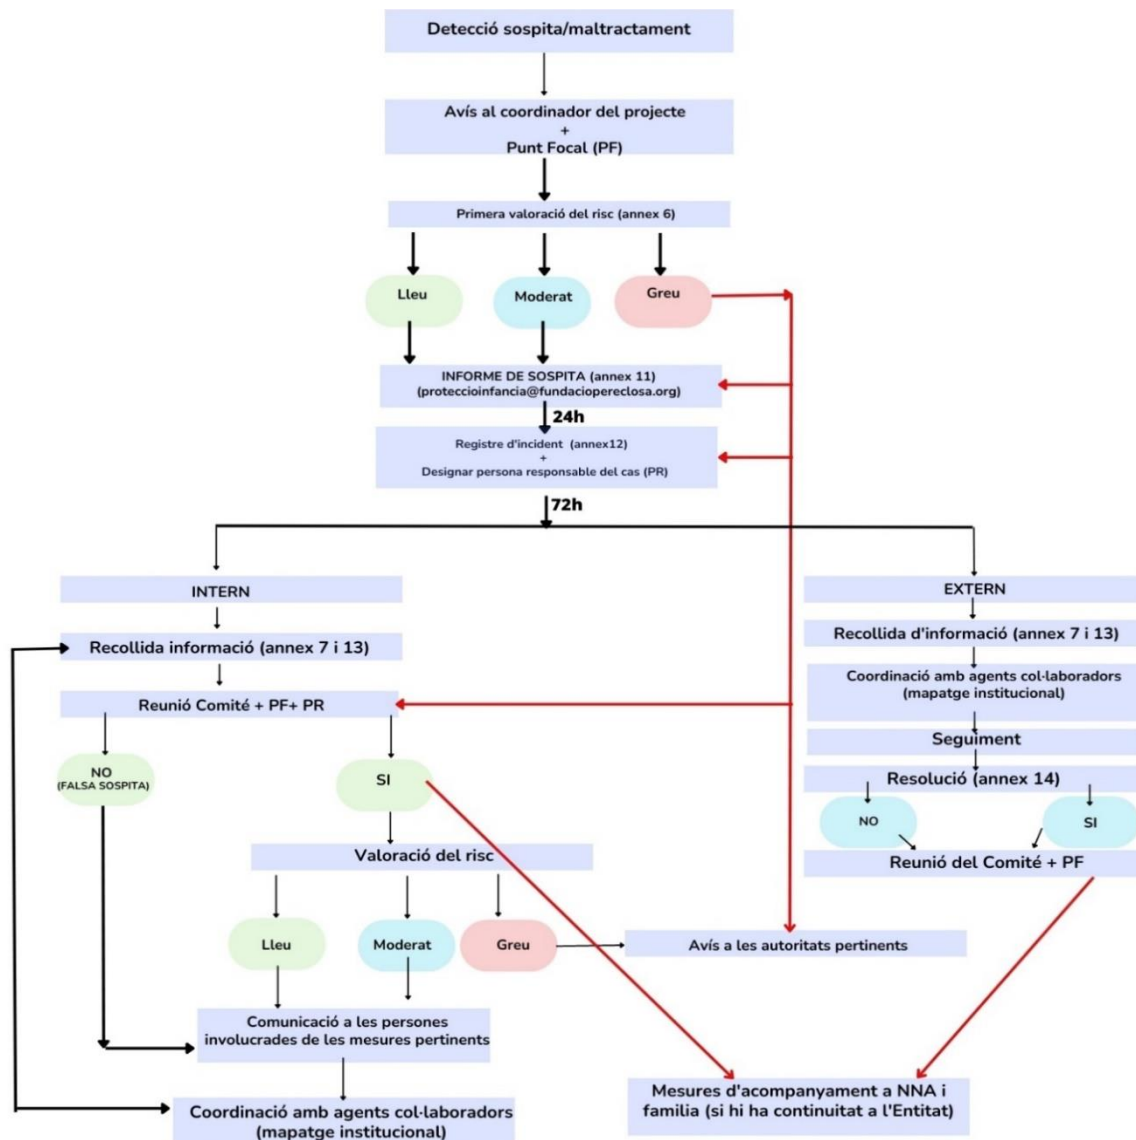 Detecció sospita/maltractament
Avís al coordinador del projecte
+
Punt Focal (PF)
Primera valoració del risc (annex 6)
Lleu
Moderat
Greu
INFORME DE SOSPITA (annex 11)
(proteccioinfancia@fundaciopereclosa.org)
24h
Registre d'incident (annex12)
+
Designar persona responsable del cas (PR)
72h
INTERN
Recollida informació (annex 7 i 13)
Reunió Comité + PF+ PR
NO
(FALSA SOSPITA)
SI
Valoració del risc
Lleu
Moderat
Greu
Avís a les autoritats pertinents
Comunicació a les persones
involucrades de les mesures pertinents
Coordinació amb agents col·laboradors
(mapatge institucional)
EXTERN
Recollida d'informació (annex 7 i 13)
Coordinació amb agents col·laboradors
(mapatge institucional)
Seguiment
Resolució (annex 14)
NO
SI
Reunió del Comité + PF
Mesures d'acompanyament a NNA i
familia (si hi ha continuitat a l'Entitat)